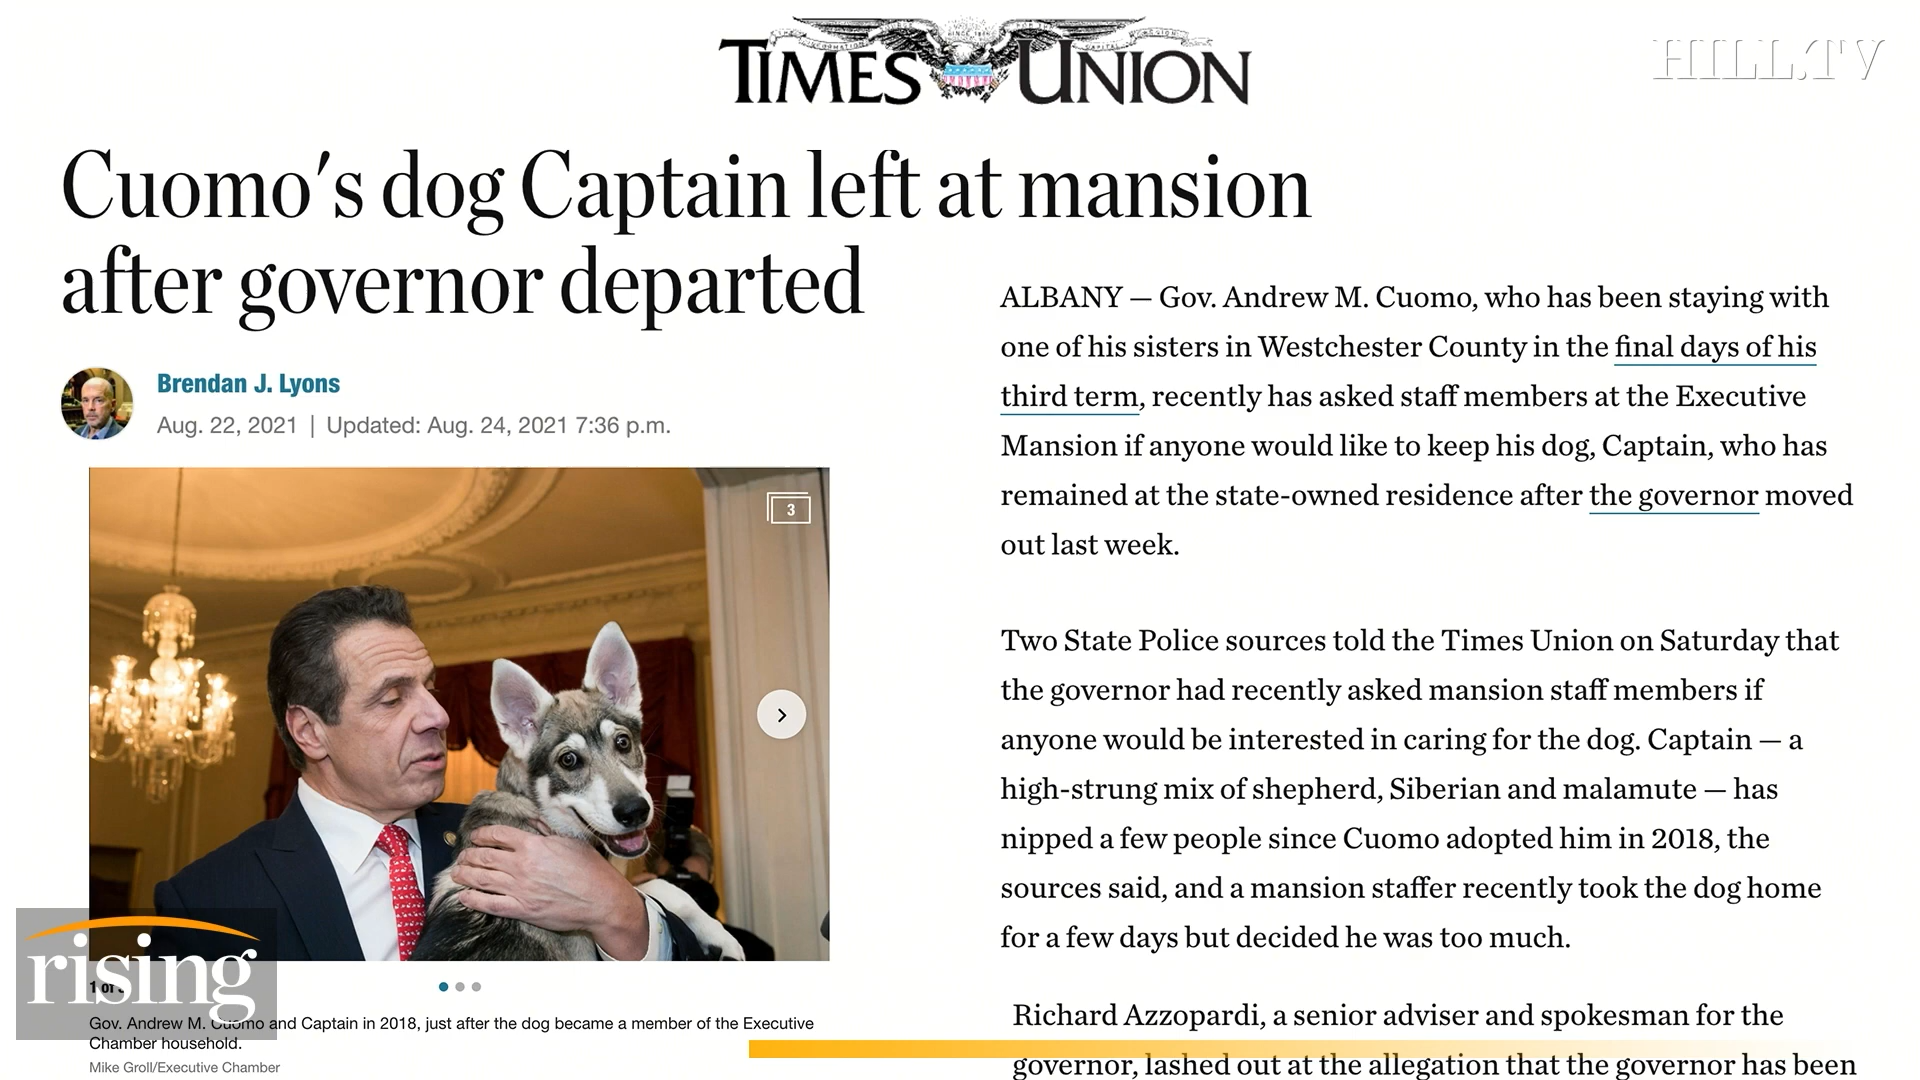 TIMES UNION
HILL.TV
Cuomo's dog Captain left at mansion
after governor departed
Brendan J. Lyons
Aug. 22, 2021 | Updated: Aug. 24, 2021 7:36 p.m.
3
1 of
rising
Gov. Andrew M. Cuomo and Captain in 2018, just after the dog became a member of the Executive
Chamber household.
Mike Groll/Executive Chamber
ALBANY — Gov. Andrew M. Cuomo, who has been staying with
one of his sisters in Westchester County in the final days of his
third term, recently has asked staff members at the Executive
Mansion if anyone would like to keep his dog, Captain, who has
remained at the state-owned residence after the governor moved
out last week.
Two State Police sources told the Times Union on Saturday that
the governor had recently asked mansion staff members if
anyone would be interested in caring for the dog. Captain — a
high-strung mix of shepherd, Siberian and malamute — has
nipped a few people since Cuomo adopted him in 2018, the
sources said, and a mansion staffer recently took the dog home
for a few days but decided he was too much.
Richard Azzopardi, a senior adviser and spokesman for the
governor, lashed out at the allegation that the governor has been